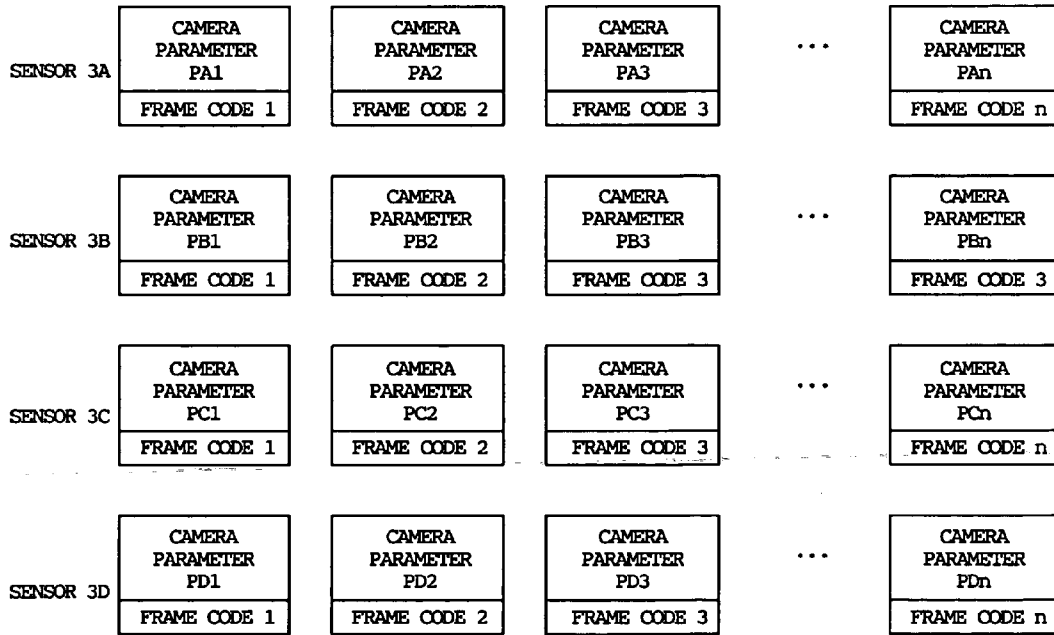 CAMERA PARAMETER PA1 CAMERA PARAMETER PA2 CAMERA PARAMETER PA3 ... CAMERA PARAMETER PAn
SENSOR 3A
FRAME CODE 1 FRAME CODE 2 FRAME CODE 3 FRAME CODE n
CAMERA PARAMETER PB1 CAMERA PARAMETER PB2 CAMERA PARAMETER PB3 ... CAMERA PARAMETER PBn
SENSOR 3B
FRAME CODE 1 FRAME CODE 2 FRAME CODE 3 FRAME CODE 3
CAMERA PARAMETER PC1 CAMERA PARAMETER PC2 CAMERA PARAMETER PC3 ... CAMERA PARAMETER PCn
SENSOR 3C
FRAME CODE 1 FRAME CODE 2 FRAME CODE 3 FRAME CODE n
CAMERA PARAMETER PD1 CAMERA PARAMETER PD2 CAMERA PARAMETER PD3 ... CAMERA PARAMETER PDn
SENSOR 3D
FRAME CODE 1 FRAME CODE 2 FRAME CODE 3 FRAME CODE n